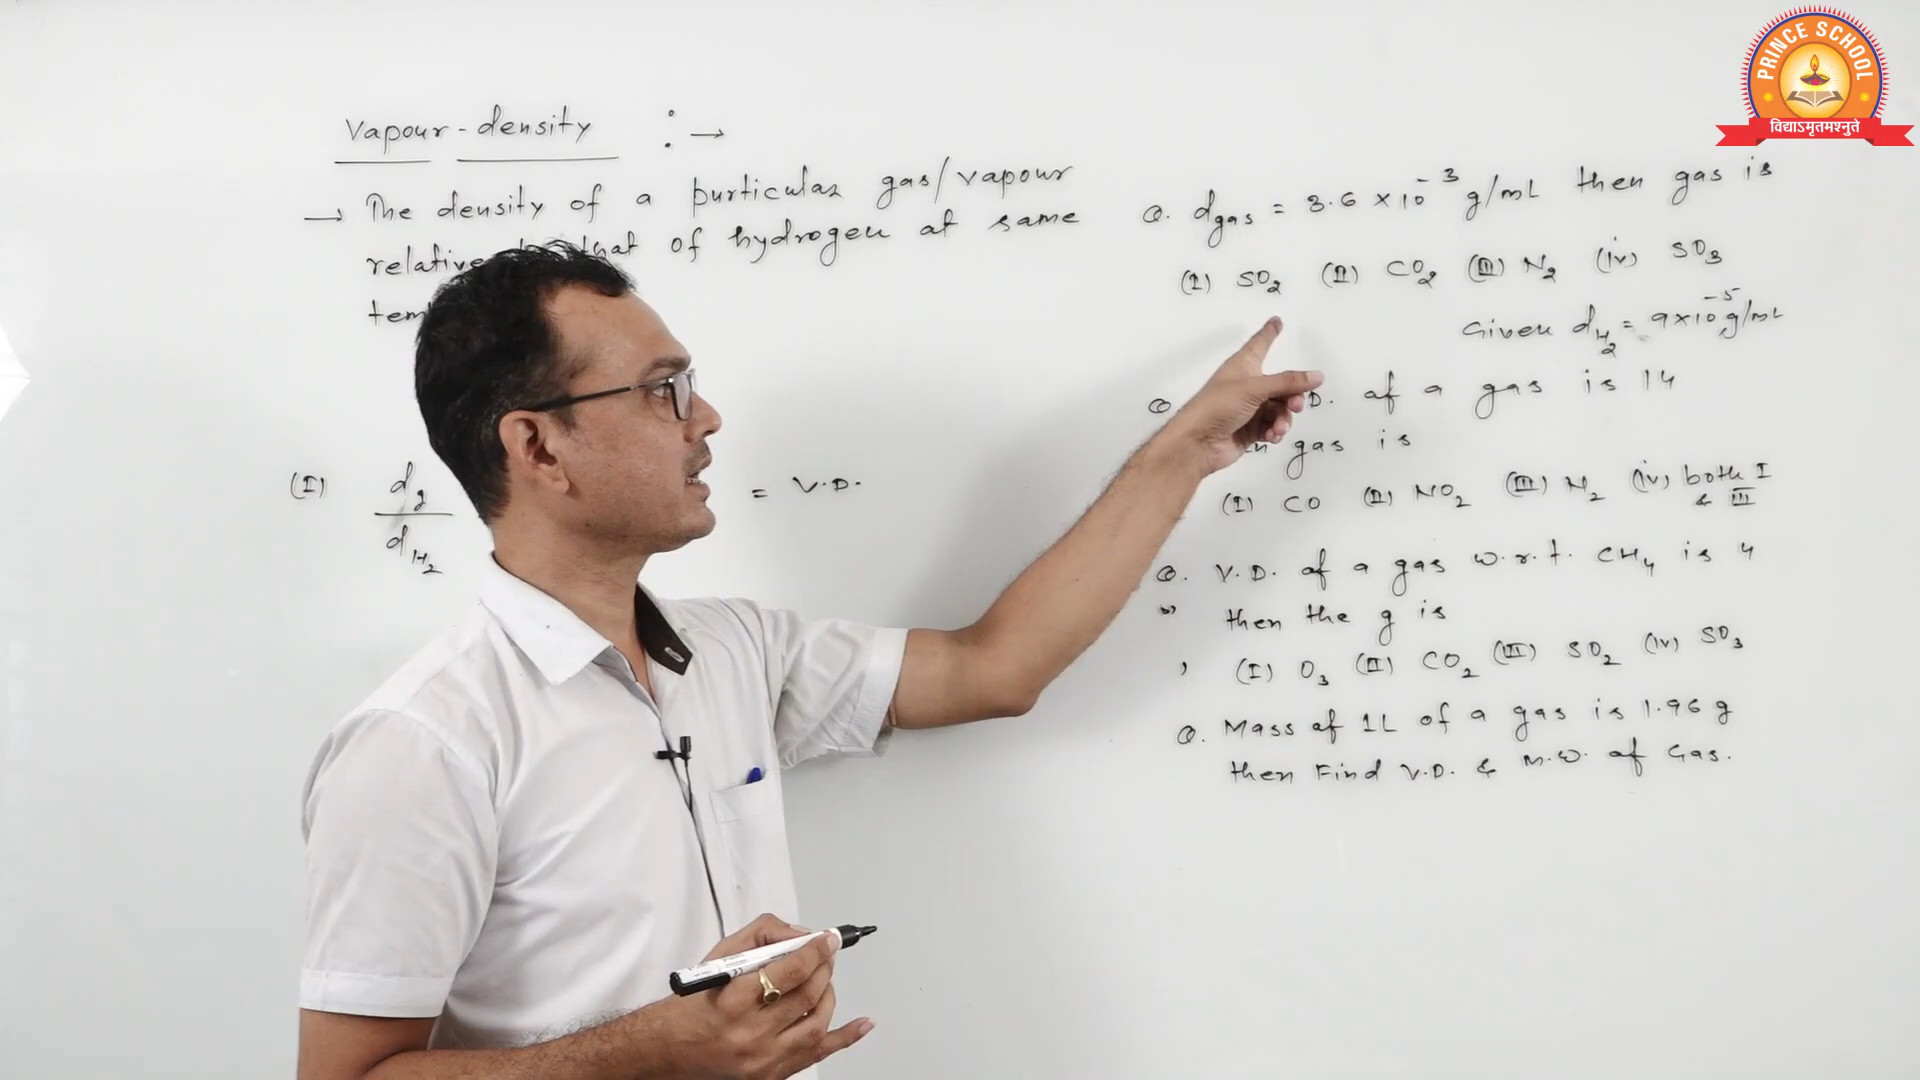 PRINCE SCHOOL
विद्याऽमृतमश्नुते
Vapour-density :→
→ The density of a purticular gas/vapour
relative that of hydrogen at same
tem
(I) dg
dH2
= V.D.
Q. dgas = 3.6 × 10^-3 g/mL then gas is
(I) SO2 (II) CO2 (III) N2 (iv) SO3
Given dH2 = 9×10^-5 g/mL
Q. D. of a gas is 14
gas is
(I) CO (II) NO2 (III) N2 (iv) both I
& III
Q. V.D. of a gas w.r.t. CH4 is 4
then the g is
(I) O3 (II) CO2 (III) SO2 (iv) SO3
Q. Mass of 1L of a gas is 1.96 g
then Find V.D. & M.W. of Gas.